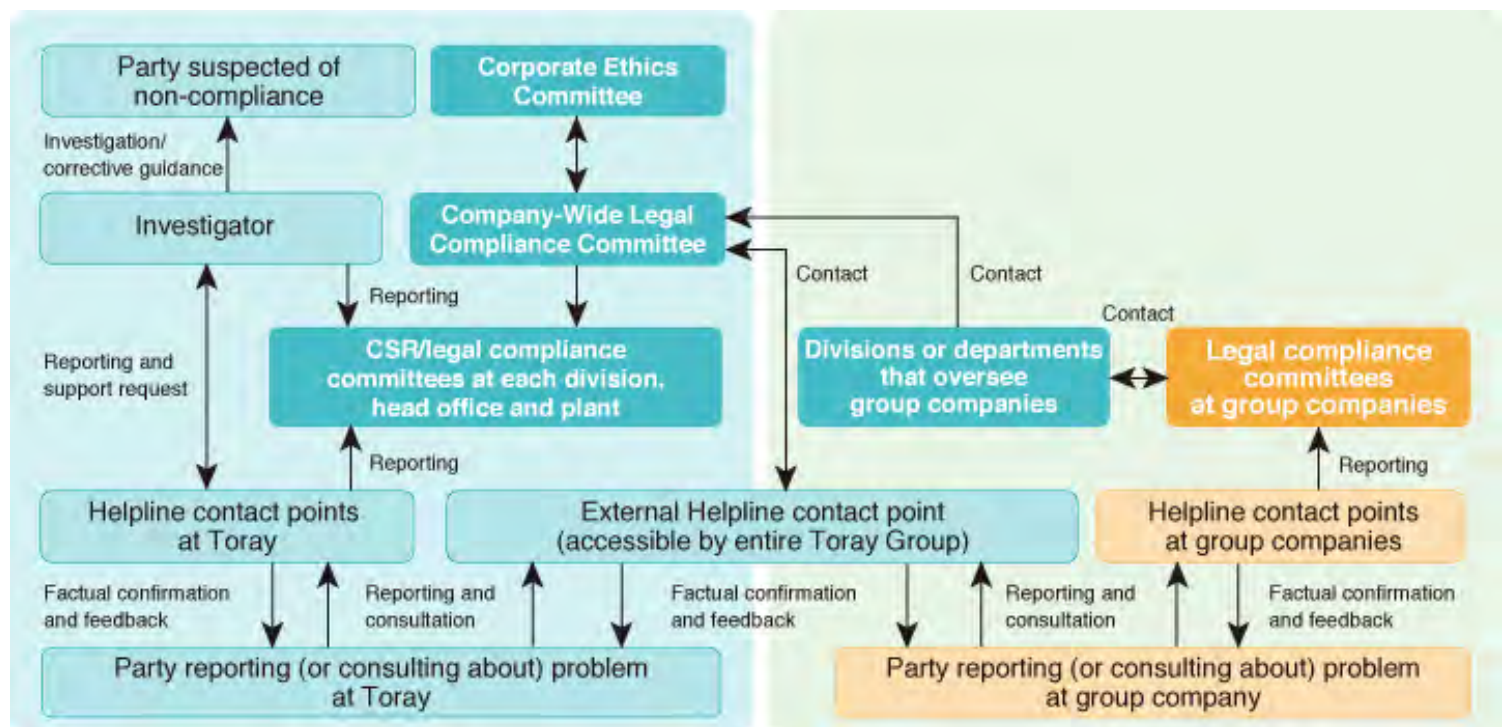 Party suspected of
non-compliance
Corporate Ethics
Committee
Investigation/
corrective guidance
Investigator
Company-Wide Legal
Compliance Committee
Reporting
Contact
Contact
Contact
Reporting and
support request
CSR/legal compliance
committees at each division,
head office and plant
Divisions or departments
that oversee
group companies
Legal compliance
committees
at group companies
Reporting
Reporting
Helpline contact points
at Toray
External Helpline contact point
(accessible by entire Toray Group)
Helpline contact points
at group companies
Factual confirmation
and feedback
Reporting and
consultation
Factual confirmation
and feedback
Reporting and
consultation
Factual confirmation
and feedback
Party reporting (or consulting about) problem
at Toray
Party reporting (or consulting about) problem
at group company